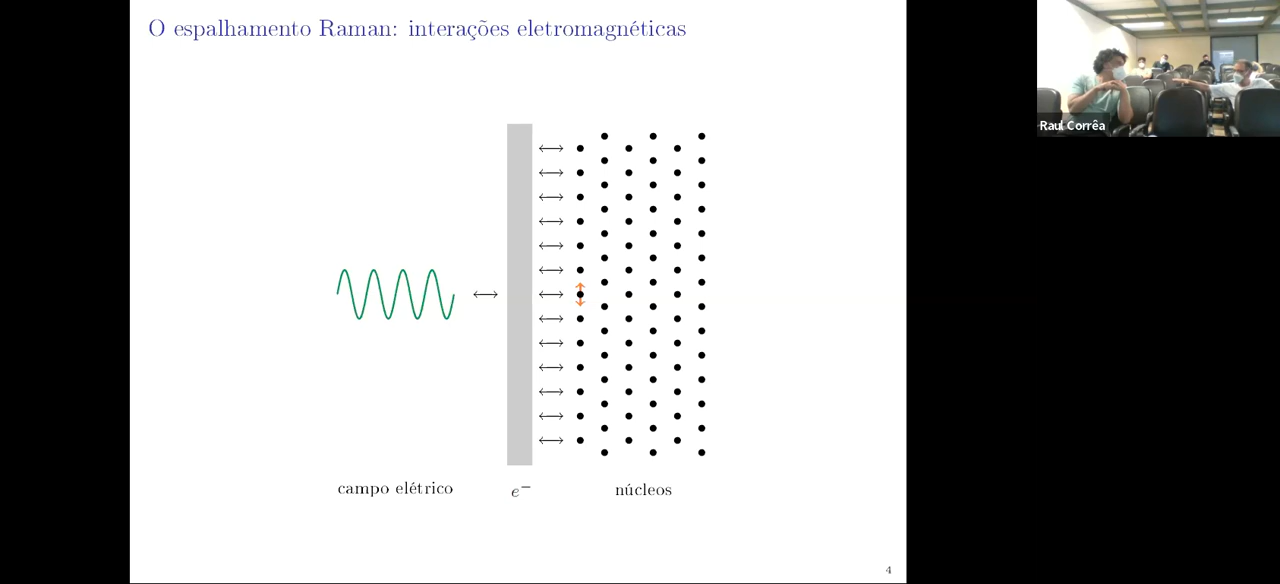 O espalhamento Raman: interações eletromagnéticas
Raul Corrêa
campo elétrico
e⁻
núcleos
4